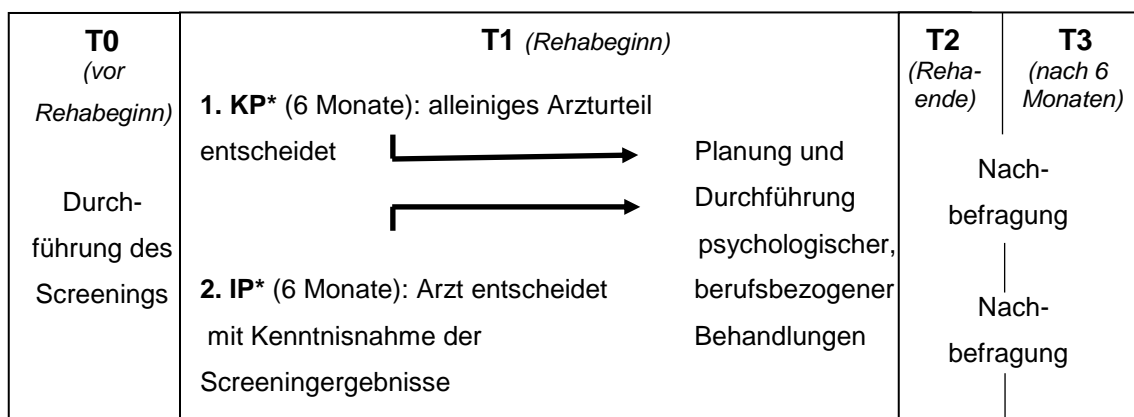 T0
(vor
Rehabeginn)
Durch-
führung des
Screenings
T1 (Rehabeginn)
1. KP* (6 Monate): alleiniges Arzturteil
entscheidet
2. IP* (6 Monate): Arzt entscheidet
mit Kenntnisnahme der
Screeningergebnisse
Planung und
Durchführung
psychologischer,
berufsbezogener
Behandlungen
T2
(Reha-
ende)
T3
(nach 6
Monaten)
Nach-
befragung
Nach-
befragung